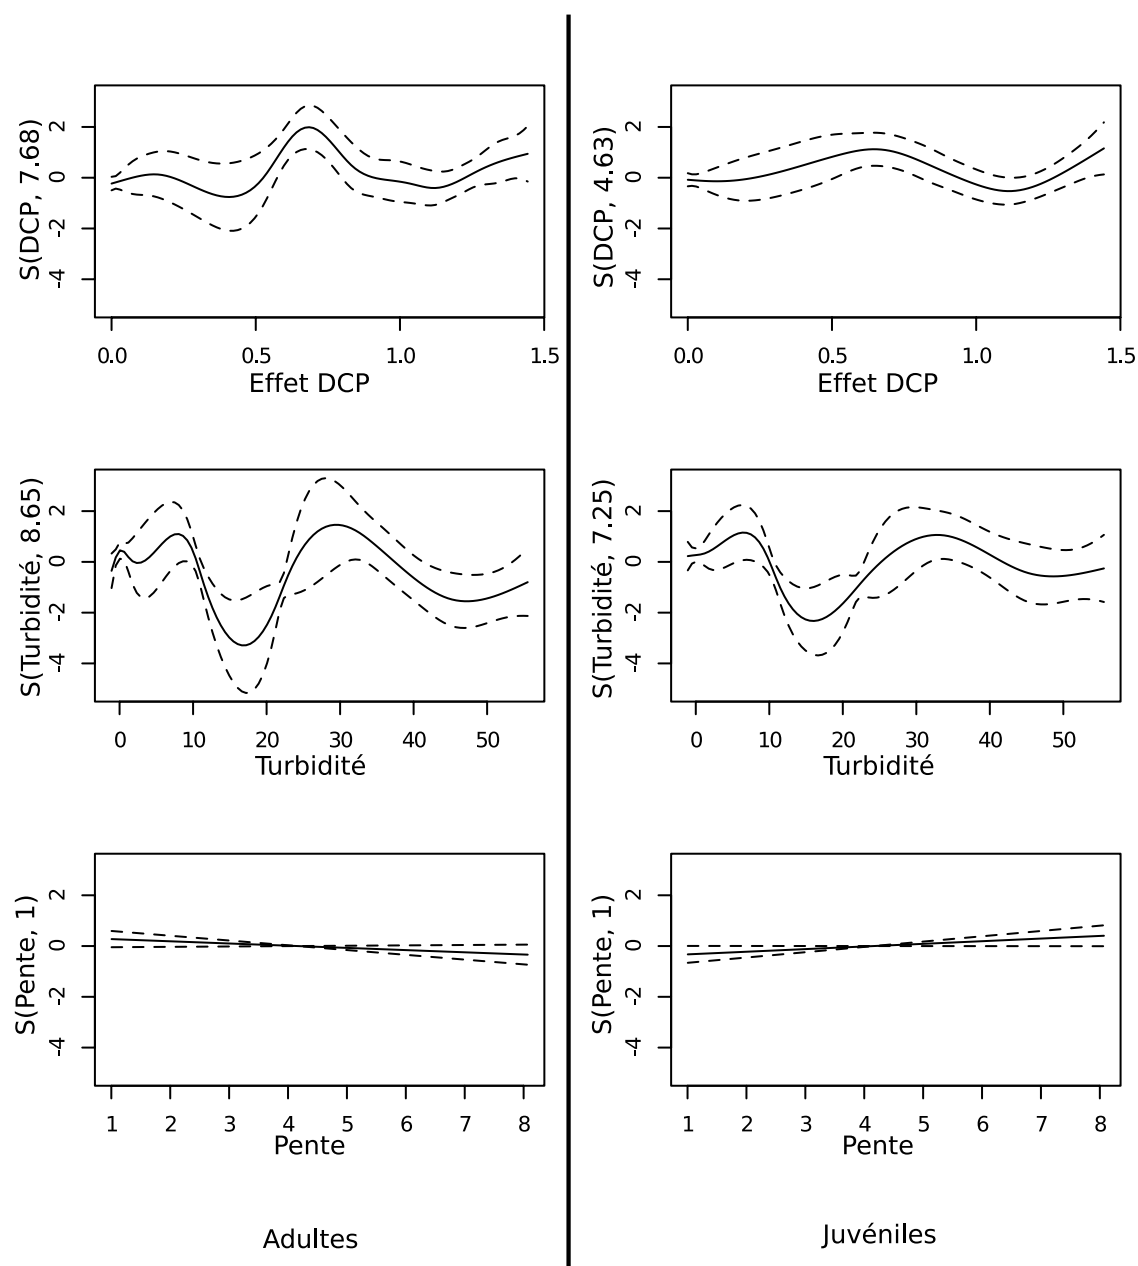 S(DCP, 7.68)
2
0
-2
-4
0.0 0.5 1.0 1.5
Effet DCP
S(DCP, 4.63)
2
0
-2
-4
0.0 0.5 1.0 1.5
Effet DCP
S(Turbidité, 8.65)
2
0
-2
-4
0 10 20 30 40 50
Turbidité
S(Turbidité, 7.25)
2
0
-2
-4
0 10 20 30 40 50
Turbidité
S(Pente, 1)
2
0
-2
-4
1 2 3 4 5 6 7 8
Pente
S(Pente, 1)
2
0
-2
-4
1 2 3 4 5 6 7 8
Pente
Adultes
Juvéniles